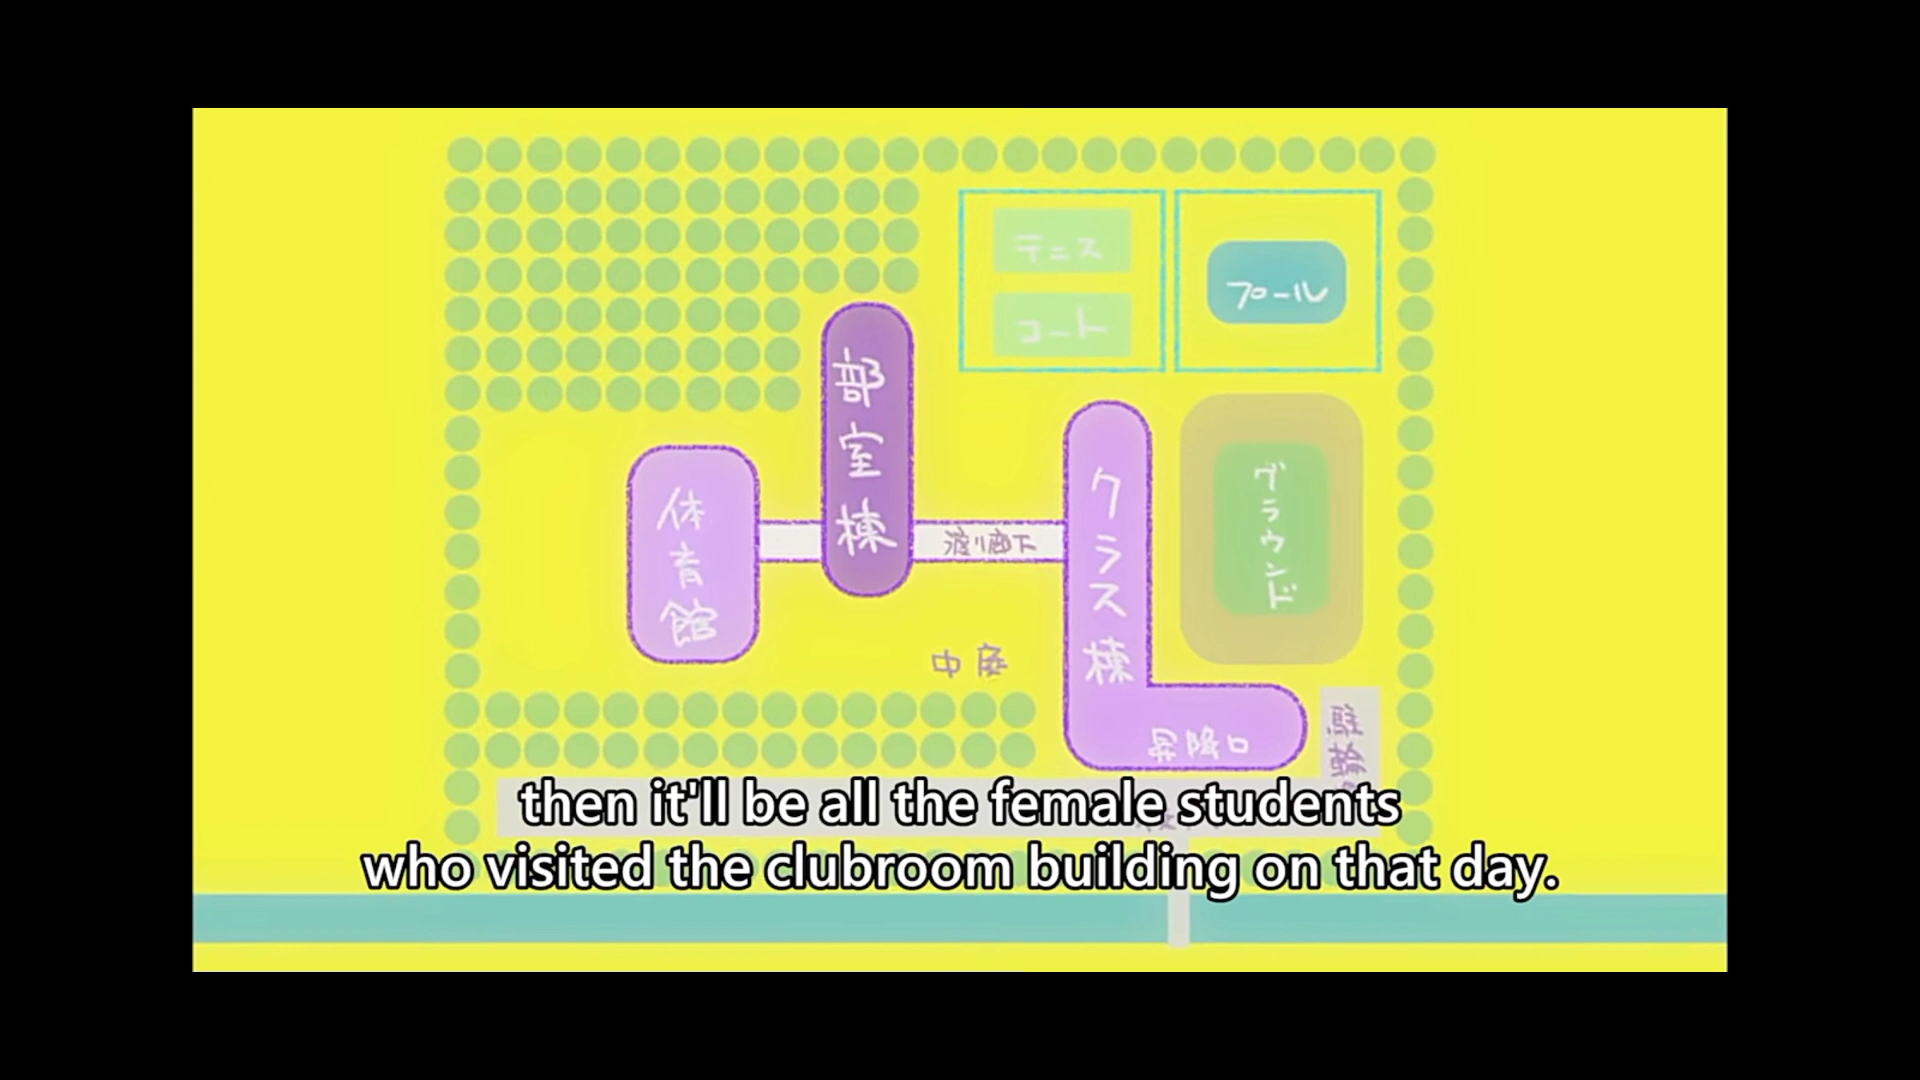 テニス
コート
プール
部室棟
体育館
渡り廊下
クラス棟
グラウンド
中庭
昇降口
駐輪
then it'll be all the female students
who visited the clubroom building on that day.